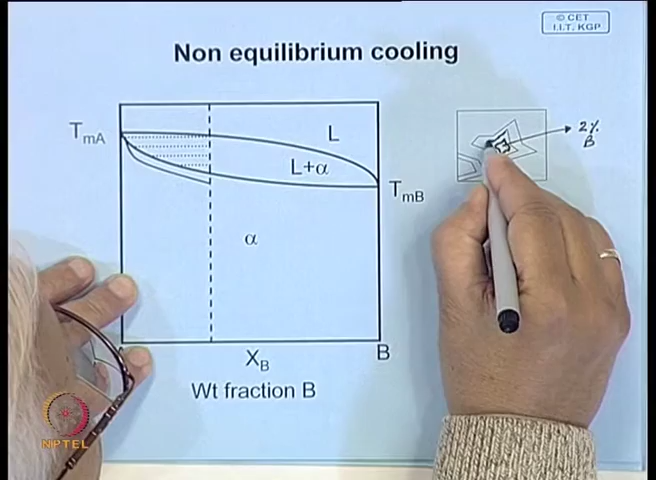 © CET
I.I.T. KGP
Non equilibrium cooling
TmA
L
L+α
TmB
α
2%
B
XB
B
Wt fraction B
NPTEL